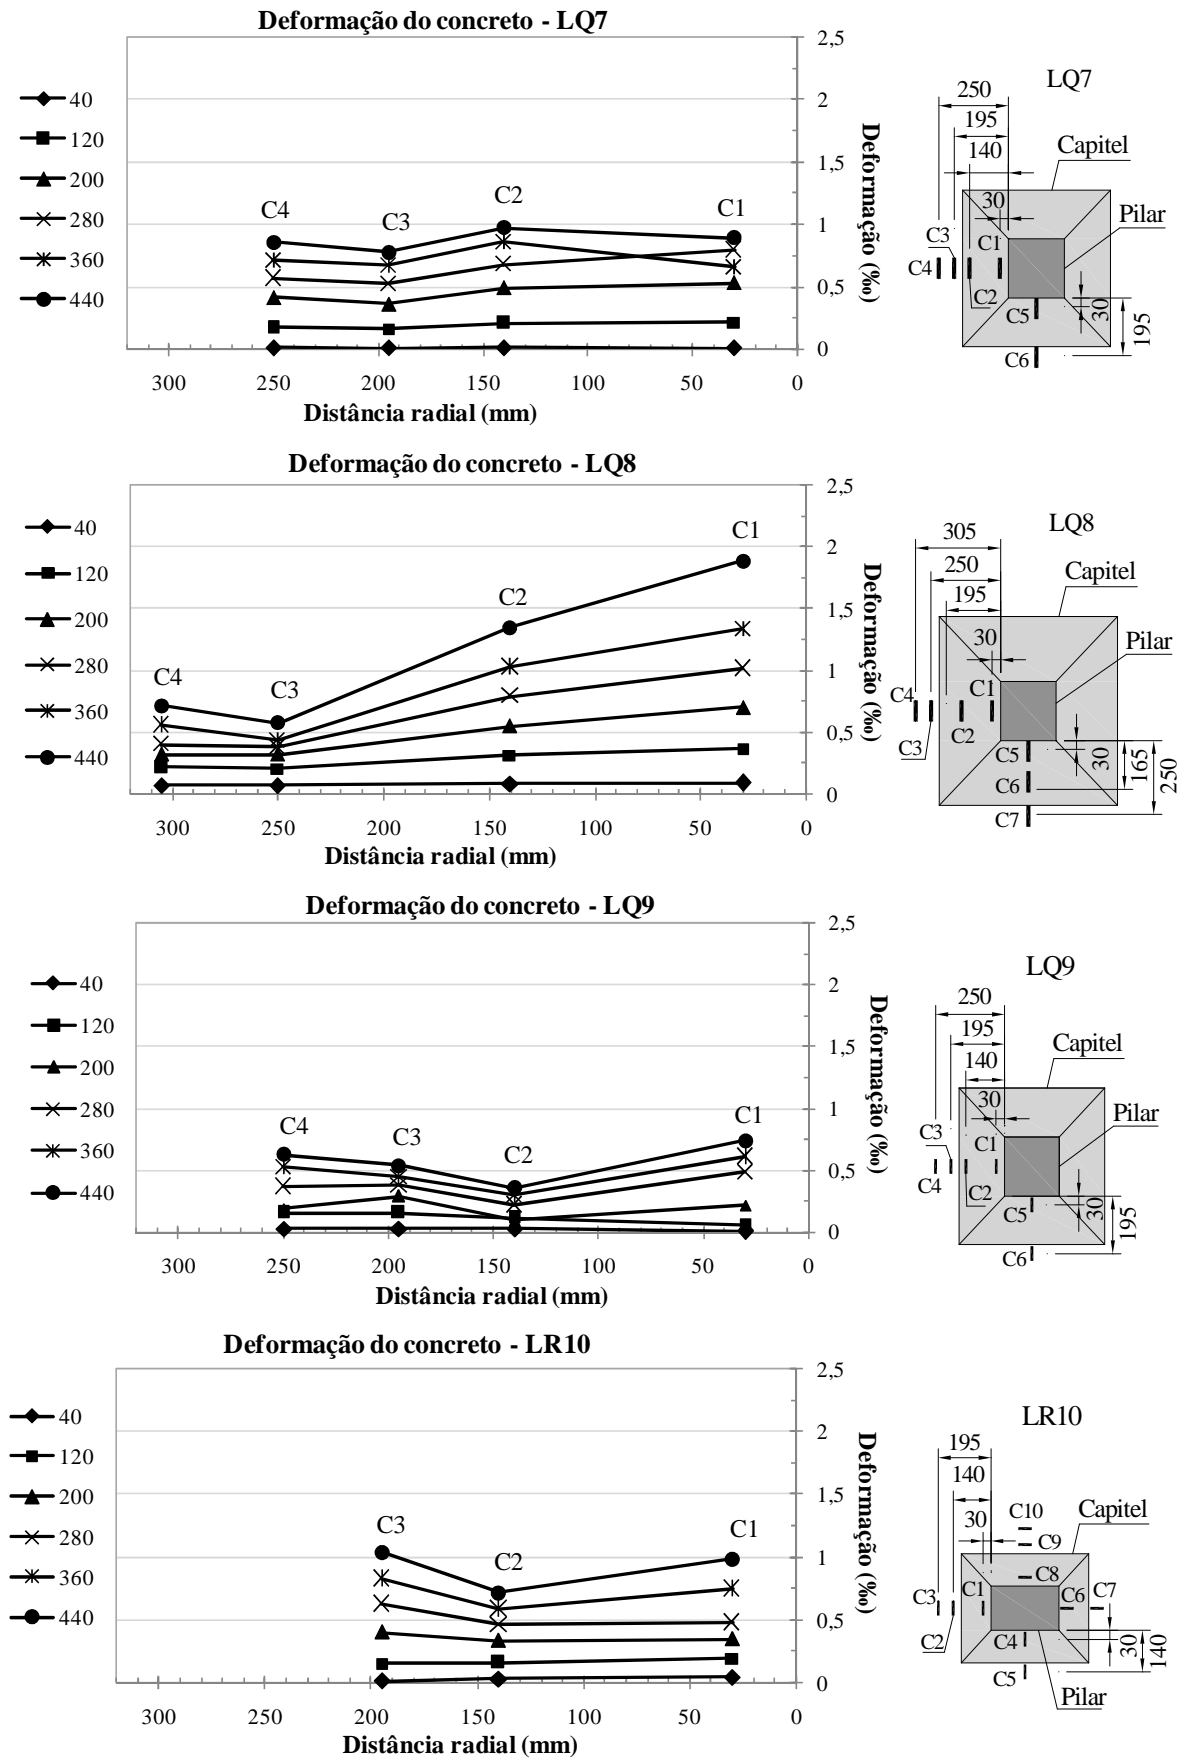 Deformação do concreto - LQ7
40
120
200
280
360
440
C4
C3
C2
C1
2,5
2
1,5
1
0,5
0
Deformação (‰)
300 250 200 150 100 50 0
Distância radial (mm)
LQ7
250
195
140
30
Capitel
Pilar
C3
C1
C4
C2
C5
30
195
C6
Deformação do concreto - LQ8
40
120
200
280
360
440
C4
C3
C2
C1
2,5
2
1,5
1
0,5
0
Deformação (‰)
300 250 200 150 100 50 0
Distância radial (mm)
LQ8
305
250
195
30
Capitel
Pilar
C4
C1
C3
C2
C5
30
165
250
C6
C7
Deformação do concreto - LQ9
40
120
200
280
360
440
C4
C3
C2
C1
2,5
2
1,5
1
0,5
0
Deformação (‰)
300 250 200 150 100 50 0
Distância radial (mm)
LQ9
250
195
140
30
Capitel
Pilar
C3
C1
C4
C2
C5
30
195
C6
Deformação do concreto - LR10
40
120
200
280
360
440
C3
C2
C1
2,5
2
1,5
1
0,5
0
Deformação (‰)
300 250 200 150 100 50 0
Distância radial (mm)
LR10
195
140
30
C10
C9
Capitel
C8
C3
C1
C6
C7
C2
C4
30
140
C5
Pilar